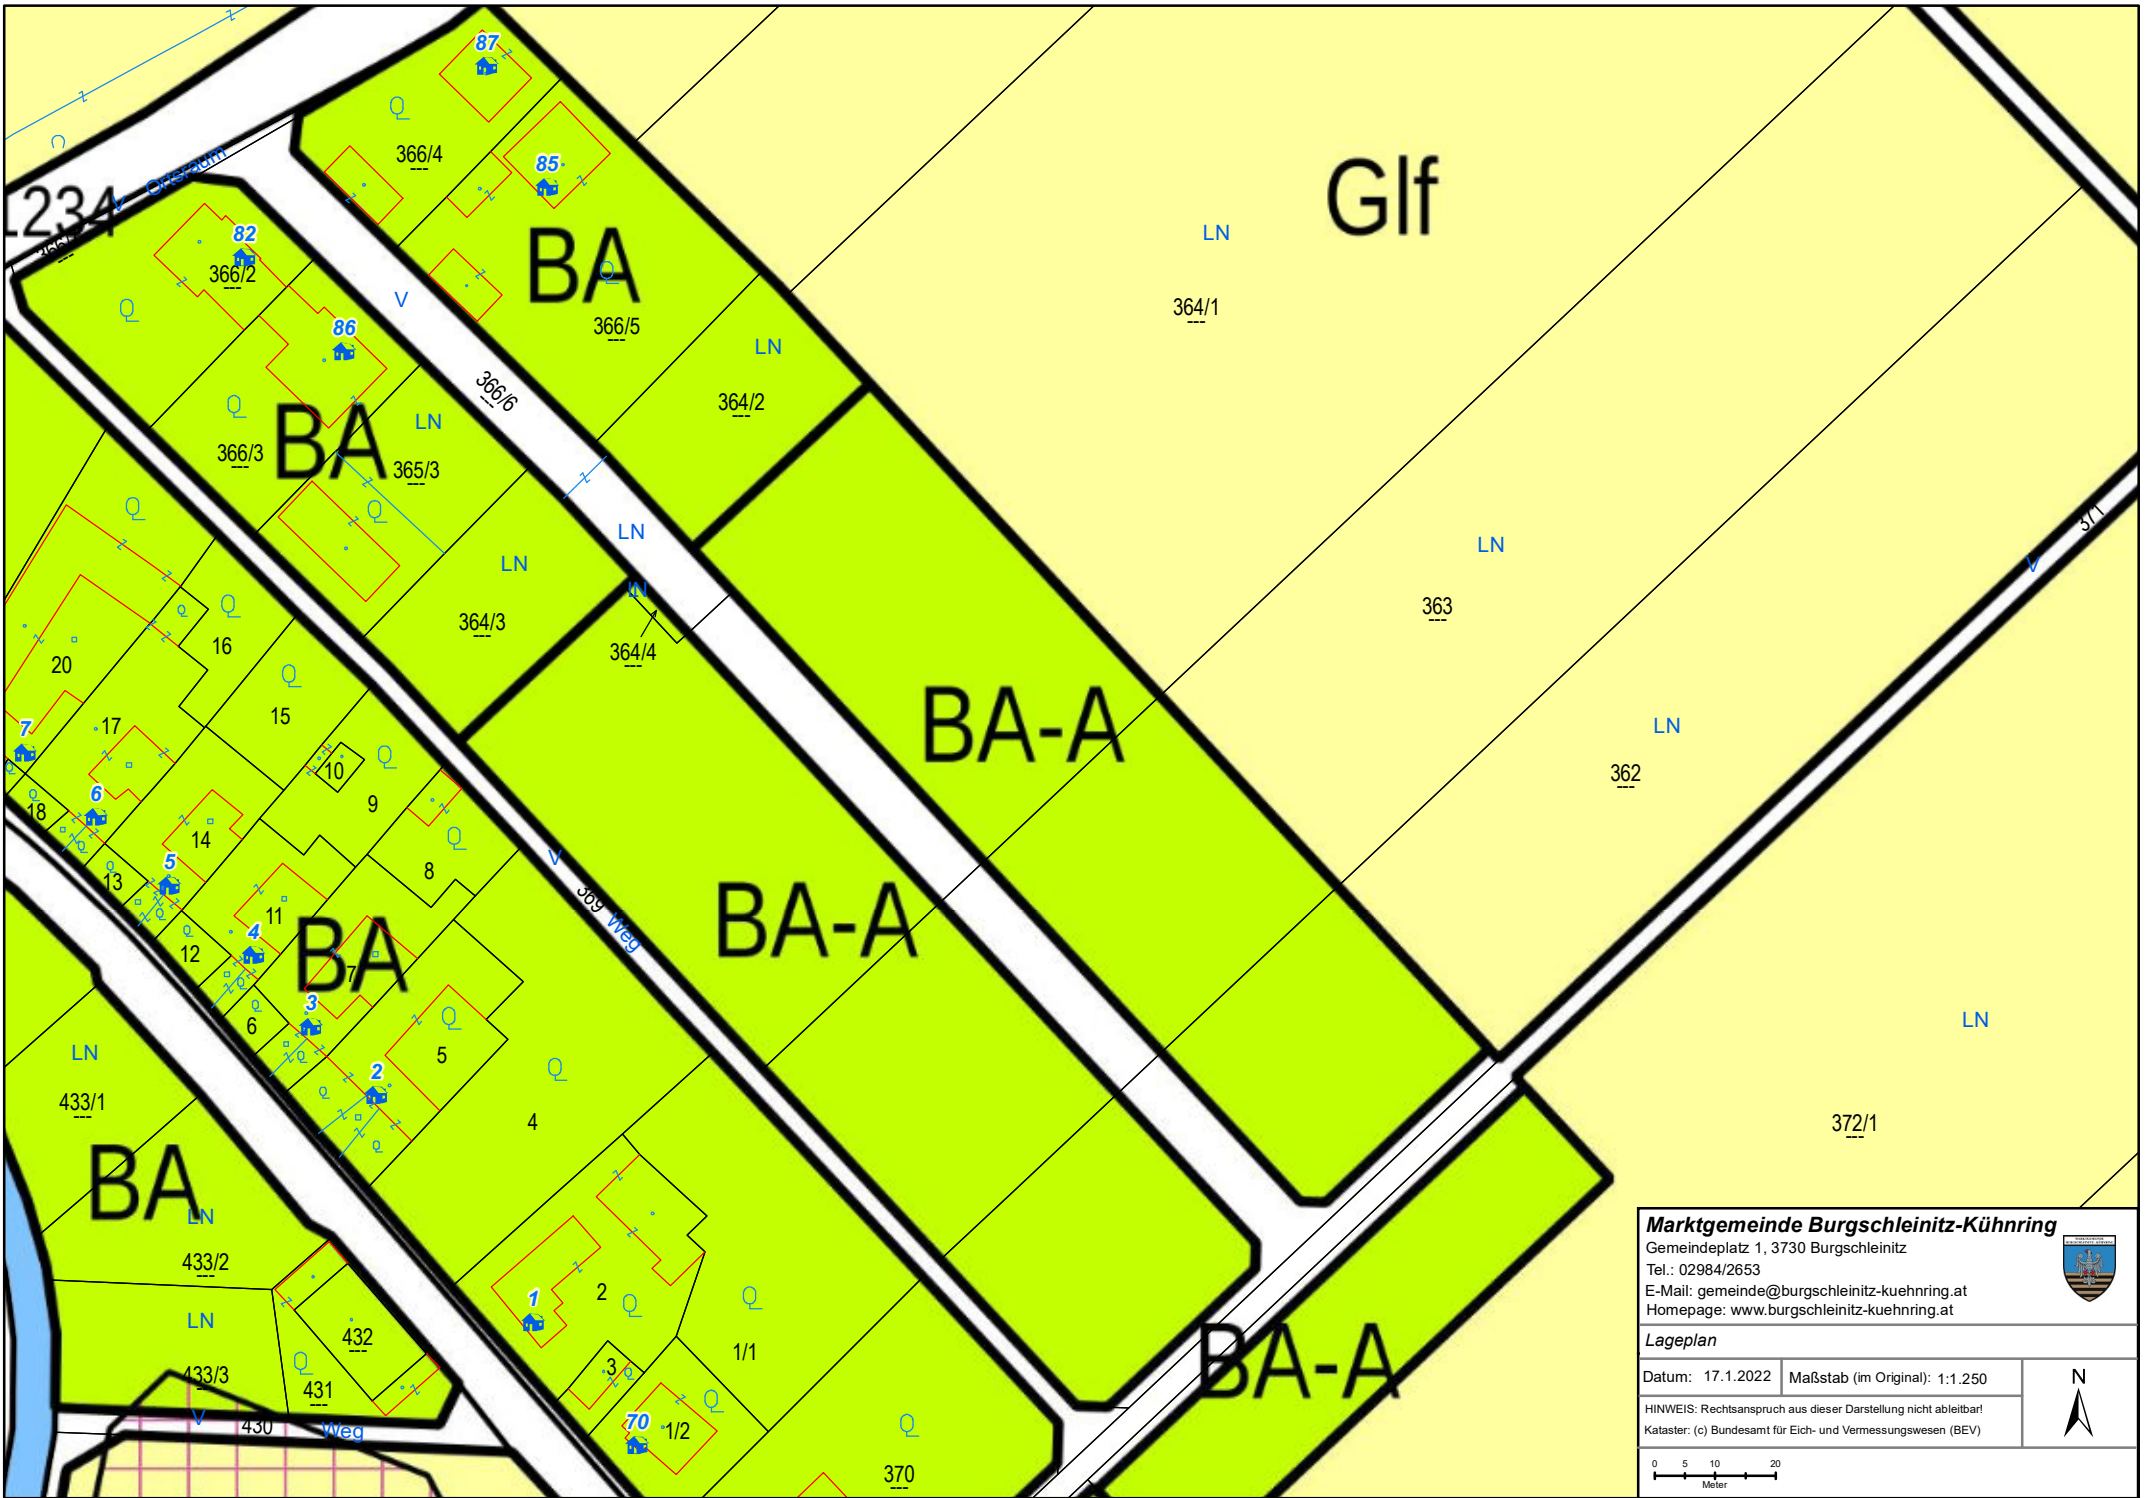 87
366/4
85
Ortsraum
V
1234
82
366/2
BA
Glf
LN
364/1
V
86
366/5
LN
364/2
366/6
366/3
BA
LN
365/3
LN
LN
LN
364/3
364/4
371
V
LN
363
LN
362
16
20
15
17
7
10
9
18
6
14
8
5
13
11
4
12
BA
7
3
6
5
2
4
V
369
Weg
BA-A
BA-A
BA-A
LN
372/1
LN
433/1
BA
LN
433/2
LN
433/3
432
431
V
430
Weg
1
2
3
1/1
70
1/2
370
Marktgemeinde Burgschleinitz-Kühnring
Gemeindeplatz 1, 3730 Burgschleinitz
Tel.: 02984/2653
E-Mail: gemeinde@burgschleinitz-kuehnring.at
Homepage: www.burgschleinitz-kuehnring.at
Lageplan
Datum: 17.1.2022
Maßstab (im Original): 1:1.250
N
HINWEIS: Rechtsanspruch aus dieser Darstellung nicht ableitbar!
Kataster: (c) Bundesamt für Eich- und Vermessungswesen (BEV)
0 5 10 20
Meter